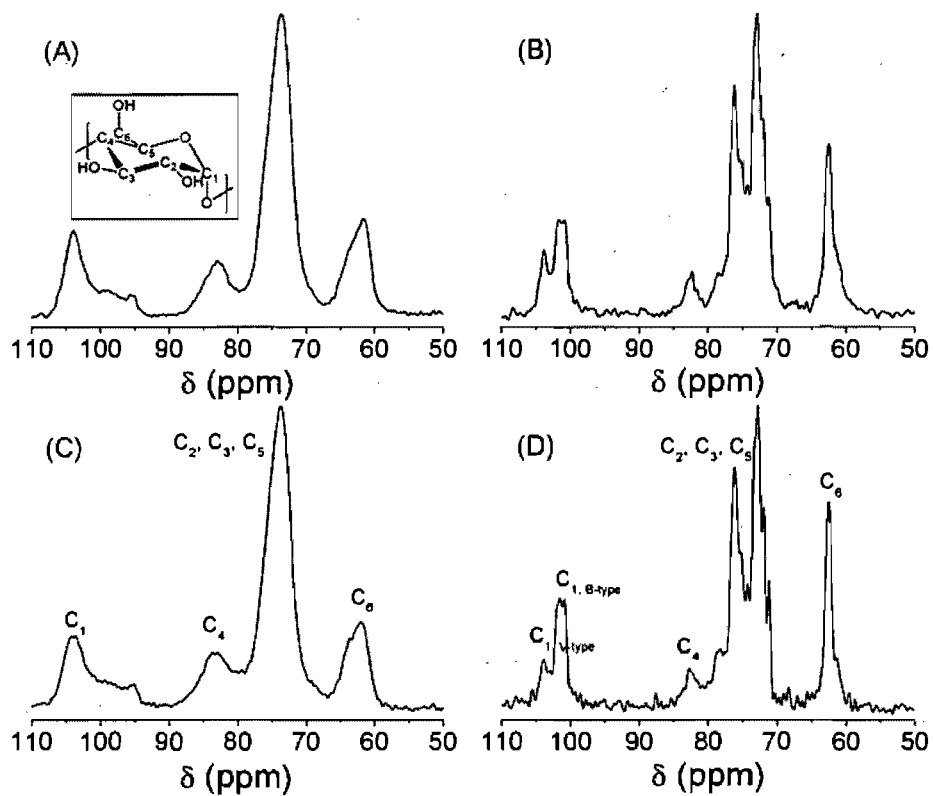 (A)
OH
C6
C4
O
C5
HO
C3
C2
OH
C1
O
110 100 90 80 70 60 50
δ (ppm)
(B)
110 100 90 80 70 60 50
δ (ppm)
(C)
C2, C3, C5
C1
C4
C6
110 100 90 80 70 60 50
δ (ppm)
(D)
C2, C3, C5
C6
C1, B-type
C1 V-type
C4
110 100 90 80 70 60 50
δ (ppm)